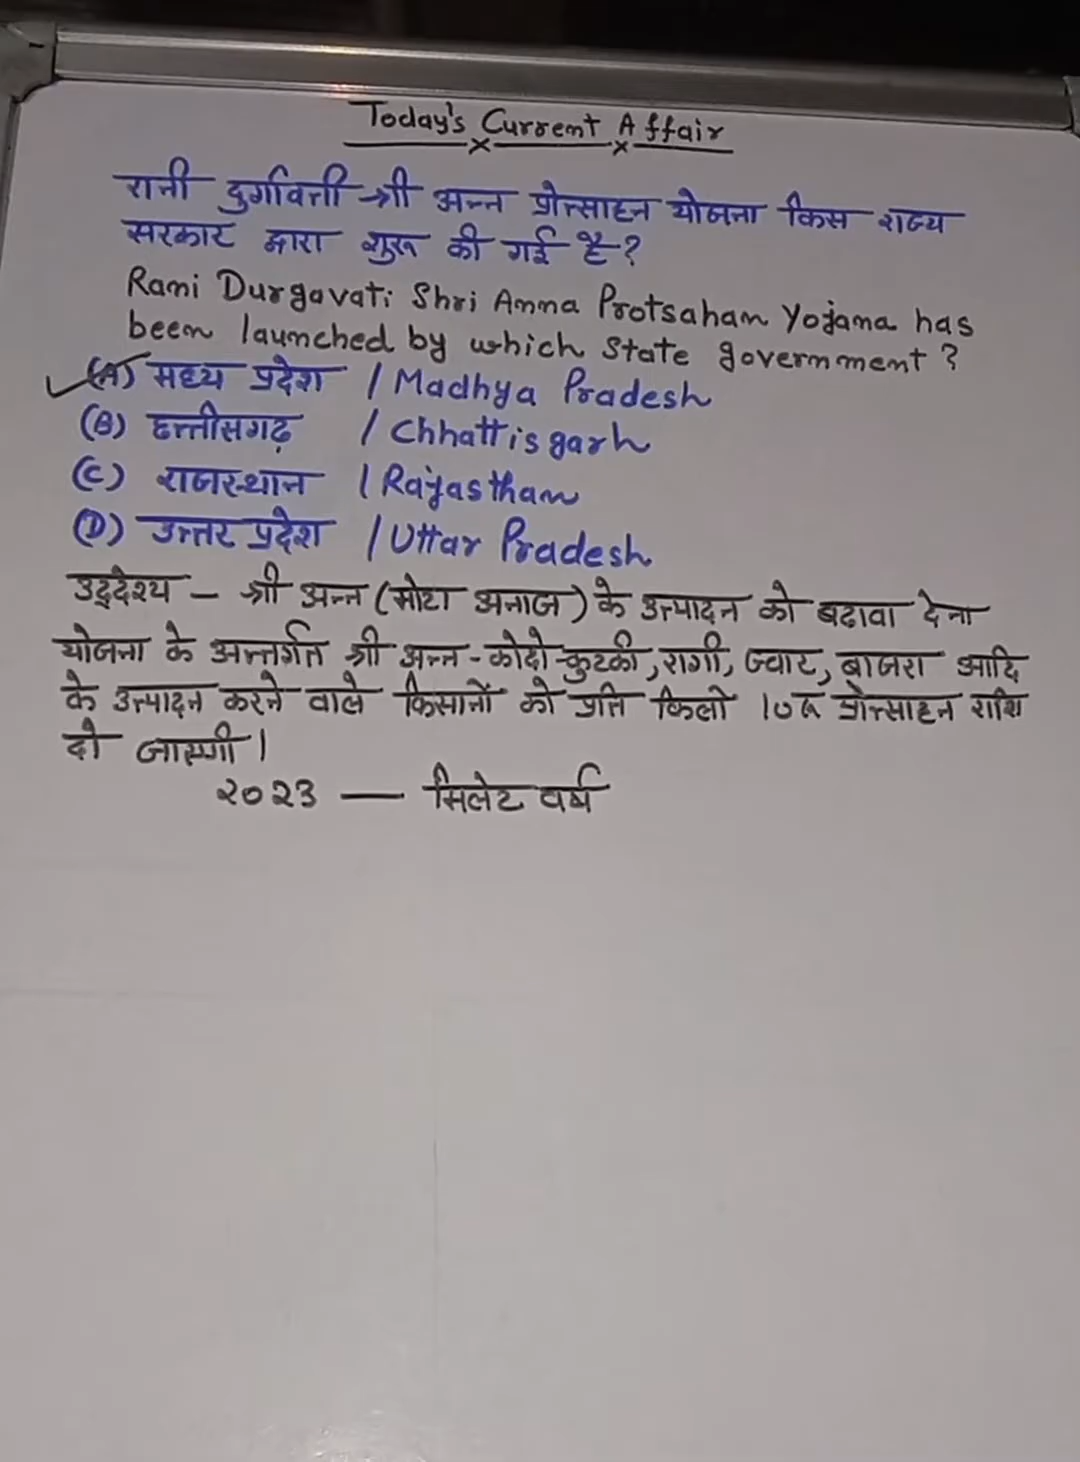 Today's Current Affair
रानी दुर्गावती श्री अन्न प्रोत्साहन योजना किस राज्य
सरकार द्वारा शुरू की गई है?
Rani Durgavati Shri Anna Protsahan Yojana has
been launched by which State government?
(A) मध्य प्रदेश / Madhya Pradesh
(B) छत्तीसगढ़ / Chhattisgarh
(C) राजस्थान / Rajasthan
(D) उत्तर प्रदेश / Uttar Pradesh
उद्देश्य - श्री अन्न (मोटा अनाज) के उत्पादन को बढावा देना
योजना के अन्तर्गत श्री अन्न-कोदो-कुटकी, रागी, ज्वार, बाजरा आदि
के उत्पादन करने वाले किसानों को प्रति किलो 10रू प्रोत्साहन राशि
दी जाएगी।
२०२३ — मिलेट वर्ष